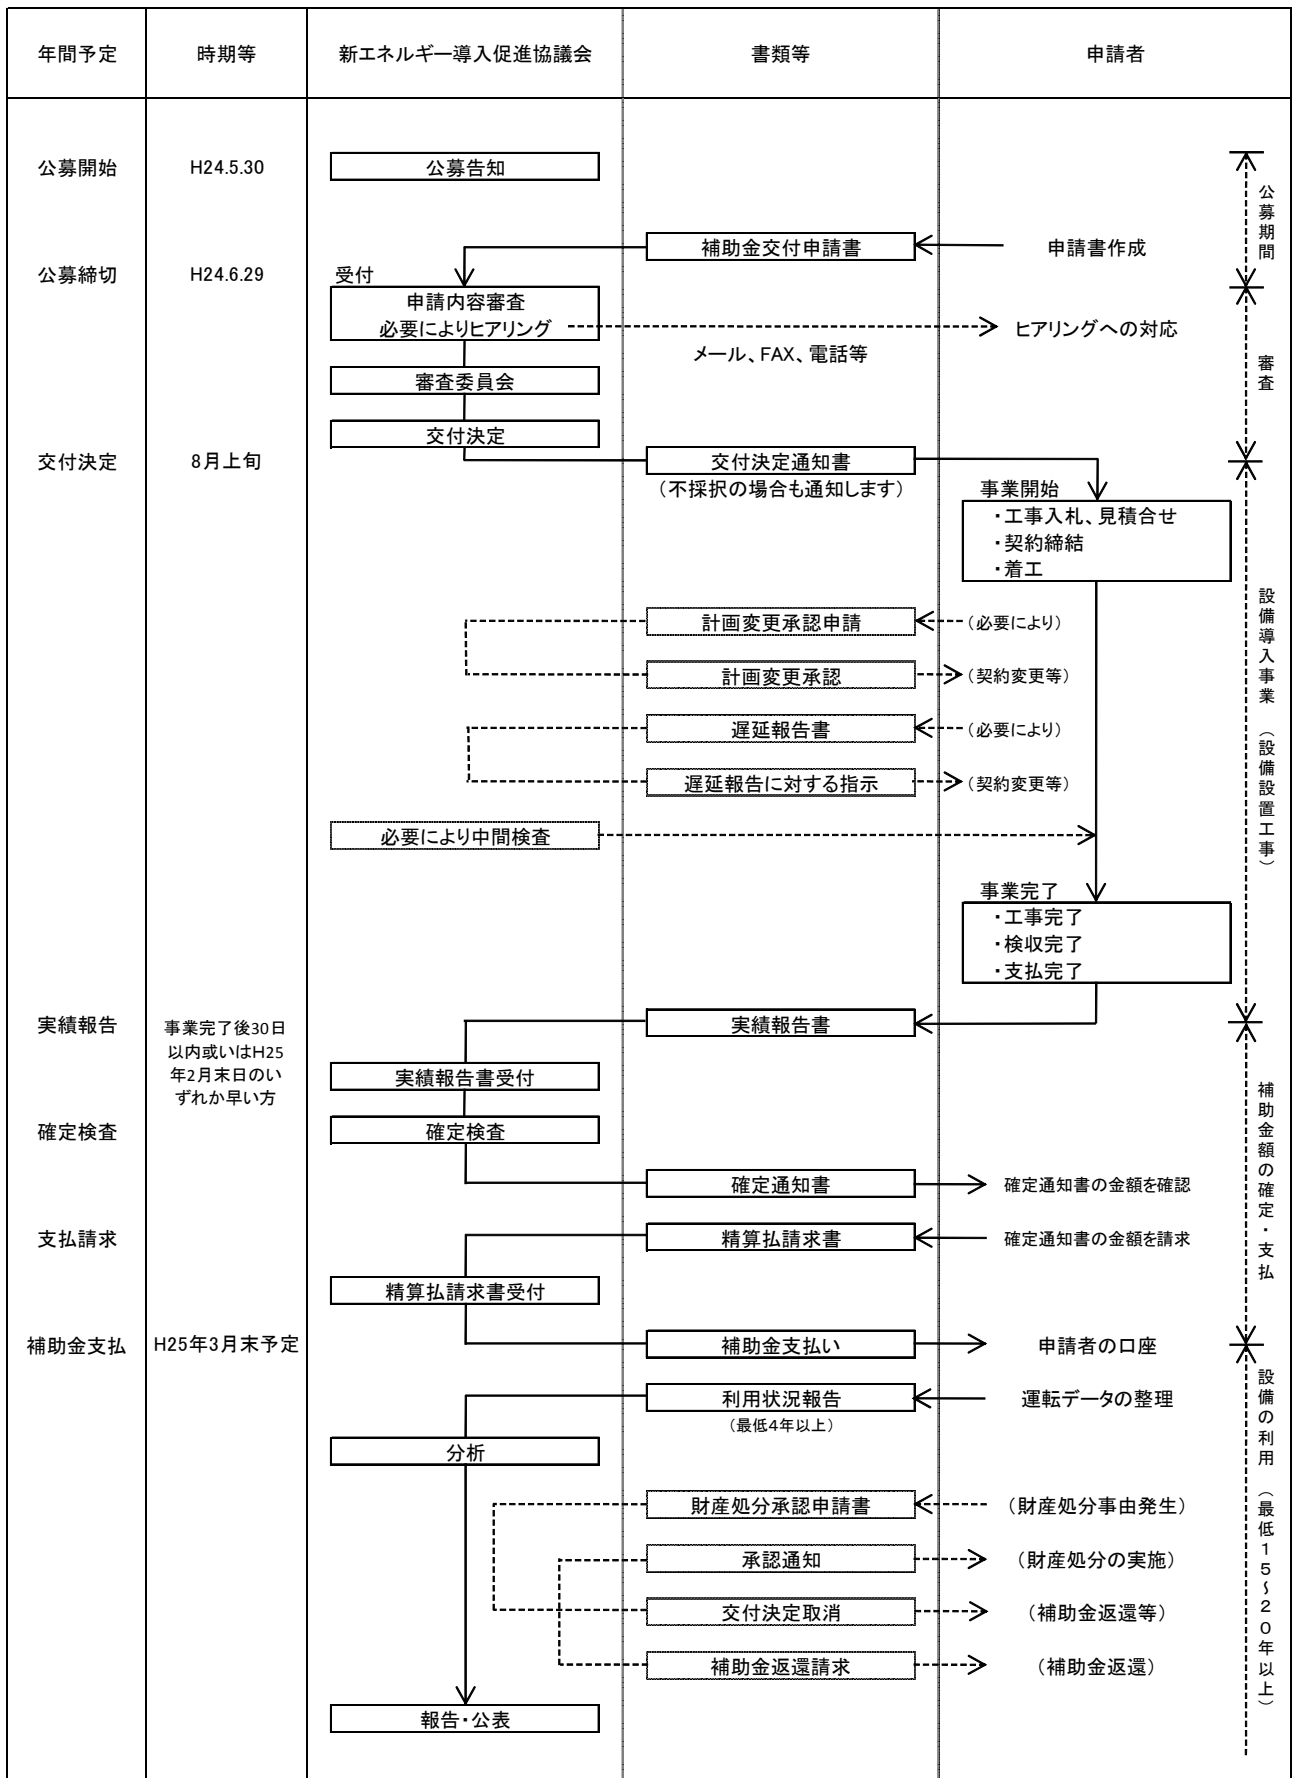 年間予定
時期等
新エネルギー導入促進協議会
書類等
申請者
公募開始
H24.5.30
公募告知
公募期間
補助金交付申請書
申請書作成
公募締切
H24.6.29
受付
申請内容審査
必要によりヒアリング
ヒアリングへの対応
メール、FAX、電話等
審査
審査委員会
交付決定
交付決定
8月上旬
交付決定通知書
(不採択の場合も通知します)
事業開始
・工事入札、見積合せ
・契約締結
・着工
設備導入事業（設備設置工事）
計画変更承認申請
(必要により)
計画変更承認
(契約変更等)
遅延報告書
(必要により)
遅延報告に対する指示
(契約変更等)
必要により中間検査
事業完了
・工事完了
・検収完了
・支払完了
実績報告
事業完了後30日
以内或いはH25
年2月末日のい
ずれか早い方
実績報告書
実績報告書受付
補助金額の確定・支払
確定検査
確定検査
確定通知書
確定通知書の金額を確認
支払請求
精算払請求書
確定通知書の金額を請求
精算払請求書受付
補助金支払
H25年3月末予定
補助金支払い
申請者の口座
設備の利用（最低15～20年以上）
利用状況報告
(最低4年以上)
運転データの整理
分析
財産処分承認申請書
(財産処分事由発生)
承認通知
(財産処分の実施)
交付決定取消
(補助金返還等)
補助金返還請求
(補助金返還)
報告・公表